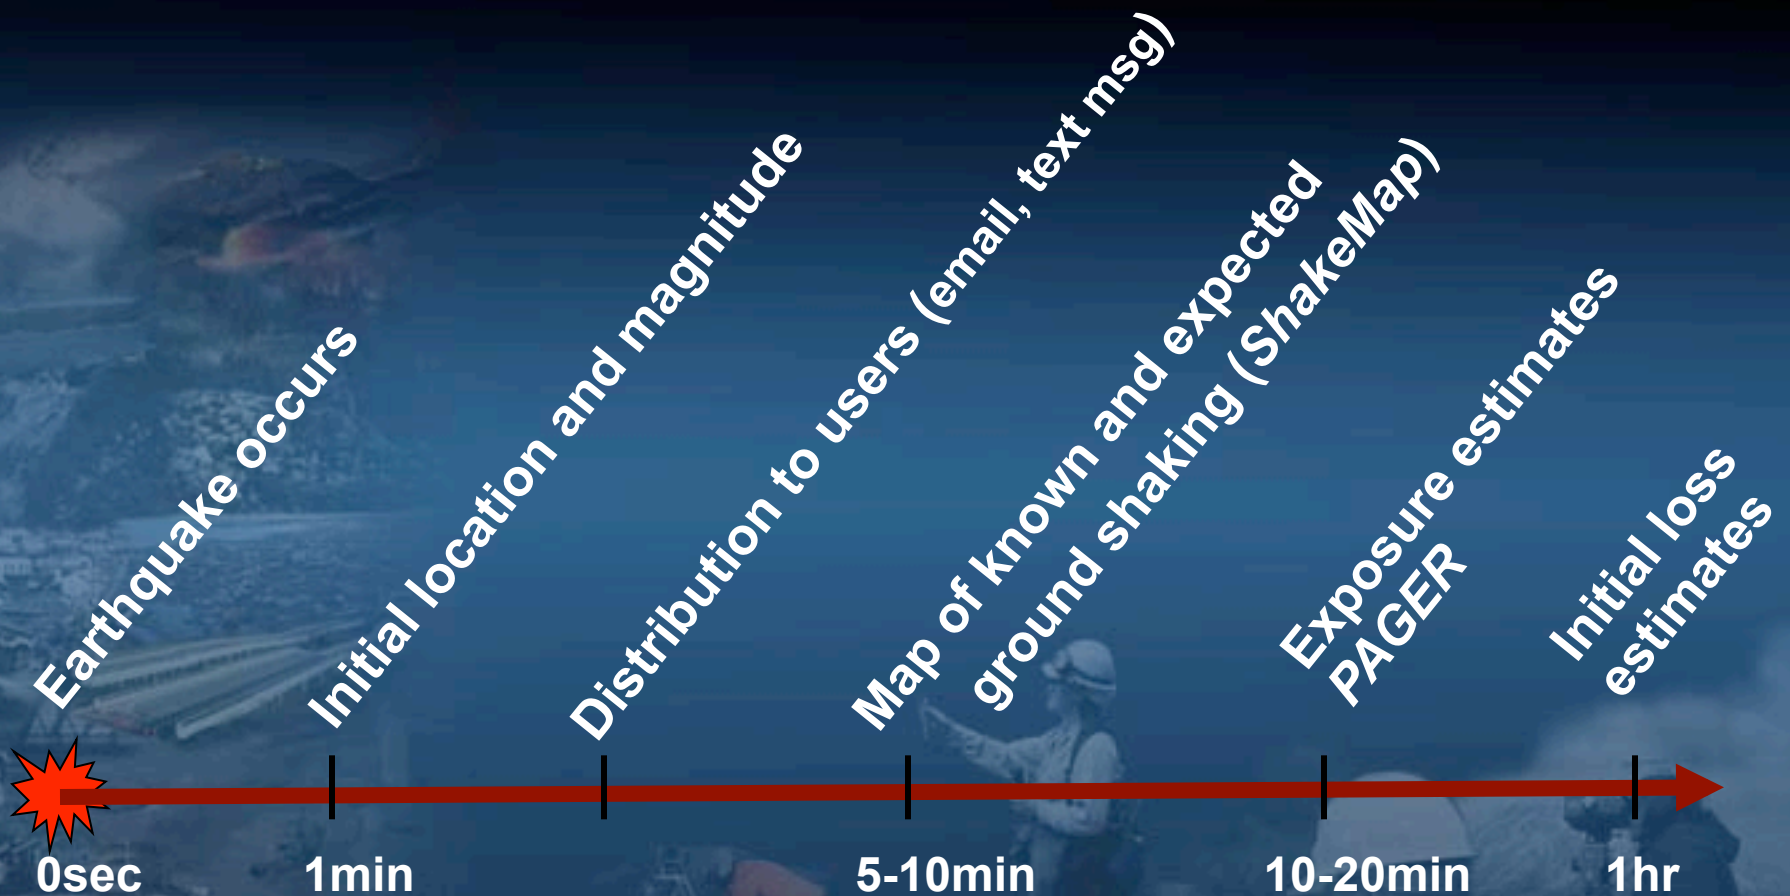 Earthquake occurs
Initial location and magnitude
Distribution to users (email, text msg)
Map of known and expected
ground shaking (ShakeMap)
Exposure estimates
PAGER
Initial loss
estimates
0sec
1min
5-10min
10-20min
1hr